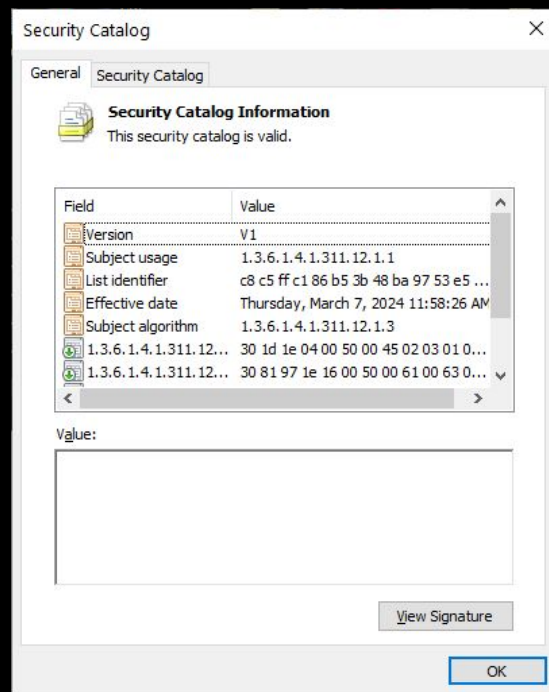 Security Catalog
General Security Catalog
Security Catalog Information
This security catalog is valid.
Field Value
Version V1
Subject usage 1.3.6.1.4.1.311.12.1.1
List identifier c8 c5 ff c1 86 b5 3b 48 ba 97 53 e5 ...
Effective date Thursday, March 7, 2024 11:58:26 AM
Subject algorithm 1.3.6.1.4.1.311.12.1.3
1.3.6.1.4.1.311.12... 30 1d 1e 04 00 50 00 45 02 03 01 0...
1.3.6.1.4.1.311.12... 30 81 97 1e 16 00 50 00 61 00 63 0...
Value:
View Signature
OK